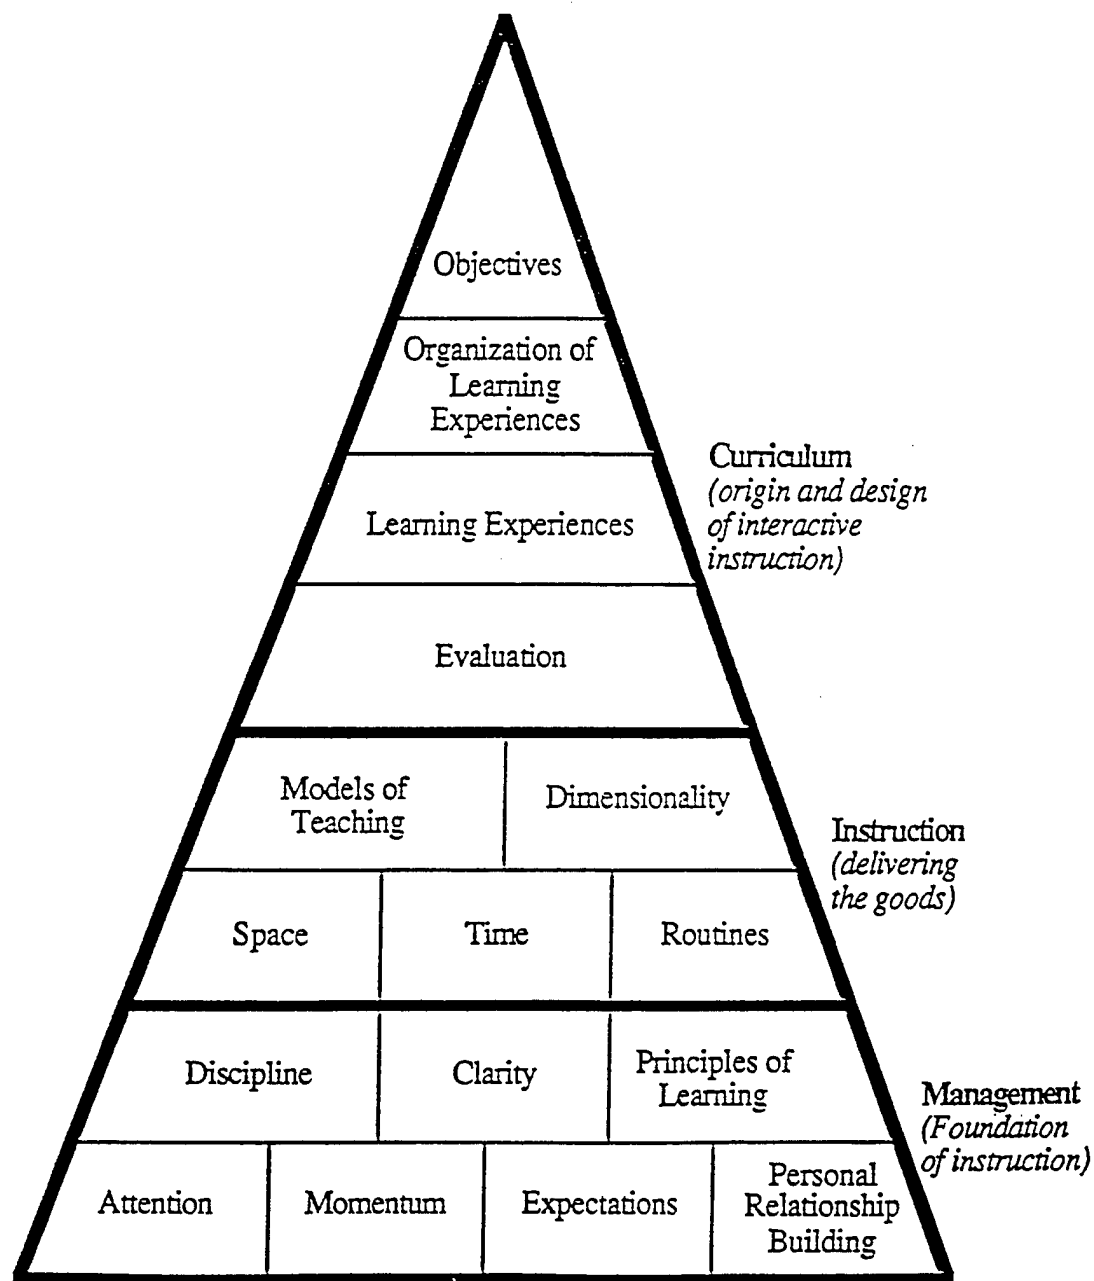 Objectives
Organization of
Learning
Experiences
Curriculum
(origin and design
of interactive
instruction)
Learning Experiences
Evaluation
Models of
Teaching
Dimensionality
Instruction
(delivering
the goods)
Space
Time
Routines
Discipline
Clarity
Principles of
Learning
Management
(Foundation
of instruction)
Attention
Momentum
Expectations
Personal
Relationship
Building